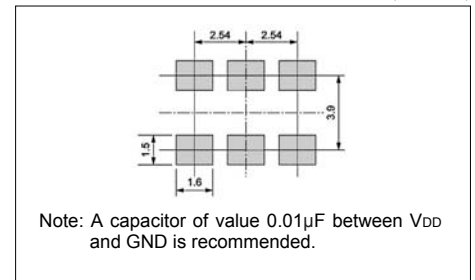 2.54 2.54
3.9
1.5
1.6
Note: A capacitor of value 0.01µF between VDD
and GND is recommended.